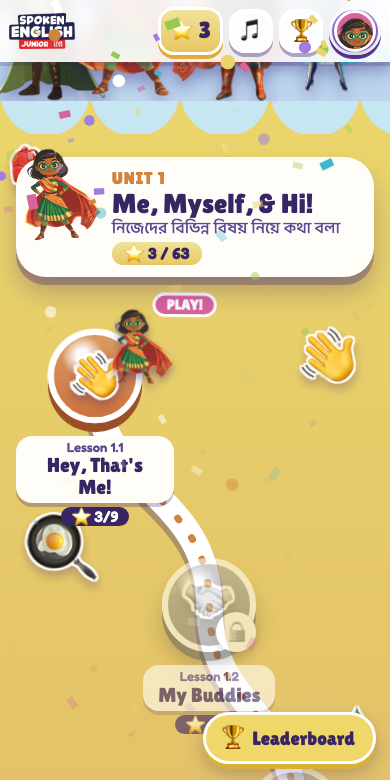 SPOKEN
ENGLISH
JUNIOR
3
UNIT 1
Me, Myself, & Hi!
নিজেদের বিভিন্ন বিষয় নিয়ে কথা বলা
3 / 63
PLAY!
Lesson 1.1
Hey, That's
Me!
3/9
Lesson 1.2
My Buddies
Leaderboard